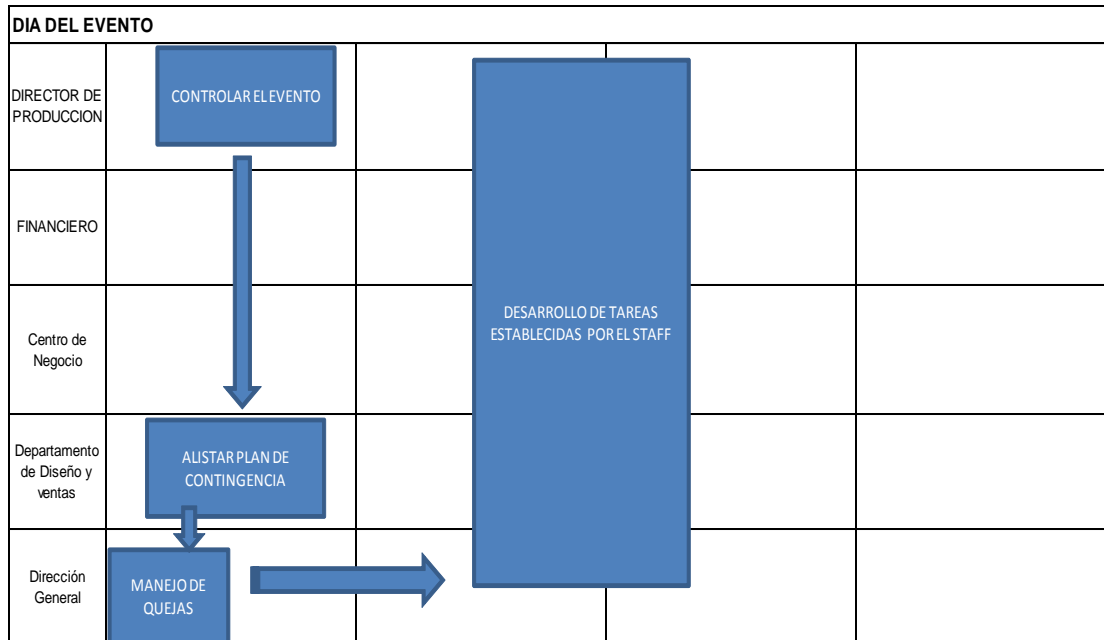 DIA DEL EVENTO
DIRECTOR DE
PRODUCCION
CONTROLAR EL EVENTO
FINANCIERO
Centro de
Negocio
DESARROLLO DE TAREAS
ESTABLECIDAS POR EL STAFF
Departamento
de Diseño y
ventas
ALISTAR PLAN DE
CONTINGENCIA
Dirección
General
MANEJO DE
QUEJAS